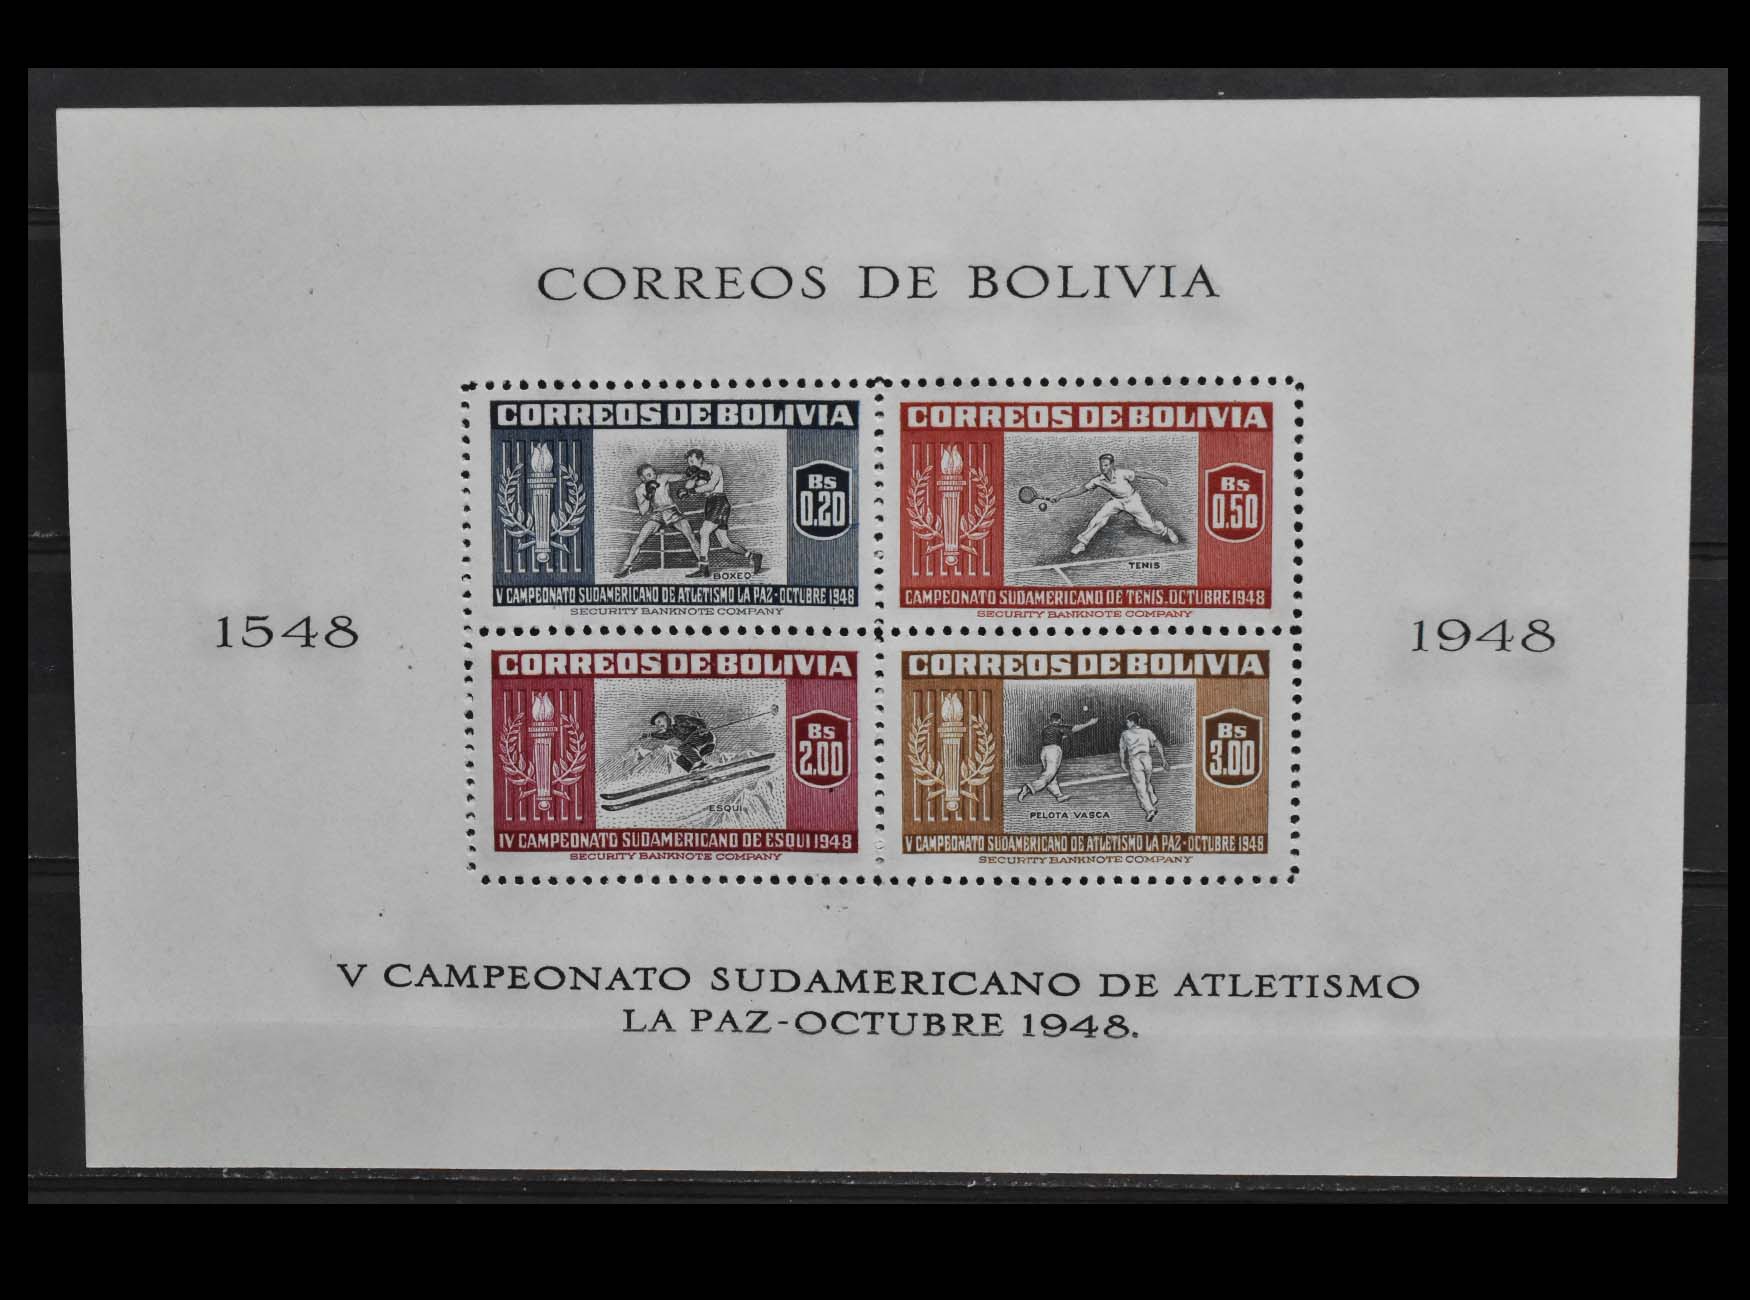 CORREOS DE BOLIVIA
1548
1948
CORREOS DE BOLIVIA
Bs
0.20
BOXEO
V CAMPEONATO SUDAMERICANO DE ATLETISMO LA PAZ-OCTUBRE 1948
SECURITY BANKNOTE COMPANY
CORREOS DE BOLIVIA
Bs
0.50
TENIS
CAMPEONATO SUDAMERICANO DE TENIS. OCTUBRE 1948
SECURITY BANKNOTE COMPANY
CORREOS DE BOLIVIA
Bs
2.00
ESQUI
IV CAMPEONATO SUDAMERICANO DE ESQUI 1948
SECURITY BANKNOTE COMPANY
CORREOS DE BOLIVIA
Bs
3.00
PELOTA VASCA
V CAMPEONATO SUDAMERICANO DE ATLETISMO LA PAZ-OCTUBRE 1948
SECURITY BANKNOTE COMPANY
V CAMPEONATO SUDAMERICANO DE ATLETISMO
LA PAZ-OCTUBRE 1948.